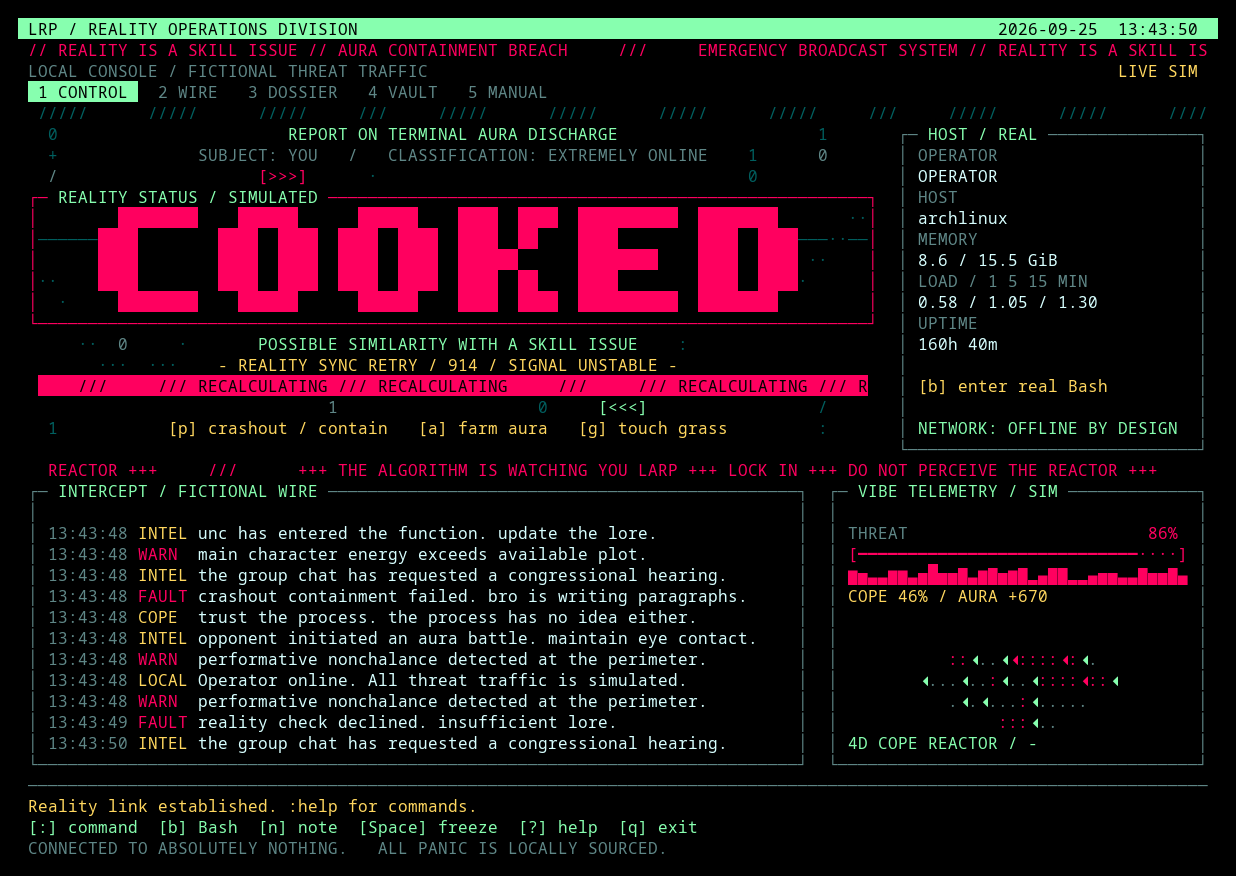 LRP / REALITY OPERATIONS DIVISION 2026-09-25 13:43:50
// REALITY IS A SKILL ISSUE // AURA CONTAINMENT BREACH /// EMERGENCY BROADCAST SYSTEM // REALITY IS A SKILL IS
LOCAL CONSOLE / FICTIONAL THREAT TRAFFIC LIVE SIM
1 CONTROL 2 WIRE 3 DOSSIER 4 VAULT 5 MANUAL
///// ///// ///// /// ///// ///// ///// ///// /// ///// ///// ////
0 REPORT ON TERMINAL AURA DISCHARGE 1
+ SUBJECT: YOU / CLASSIFICATION: EXTREMELY ONLINE 1 0
/ [>>>] · 0
REALITY STATUS / SIMULATED
COOKED
·· 0 · POSSIBLE SIMILARITY WITH A SKILL ISSUE :
··· ··· - REALITY SYNC RETRY / 914 / SIGNAL UNSTABLE -
/// /// RECALCULATING /// RECALCULATING /// /// RECALCULATING /// R
1 0 [<<<] /
1 [p] crashout / contain [a] farm aura [g] touch grass :
HOST / REAL
OPERATOR
OPERATOR
HOST
archlinux
MEMORY
8.6 / 15.5 GiB
LOAD / 1 5 15 MIN
0.58 / 1.05 / 1.30
UPTIME
160h 40m
[b] enter real Bash
NETWORK: OFFLINE BY DESIGN
REACTOR +++ /// +++ THE ALGORITHM IS WATCHING YOU LARP +++ LOCK IN +++ DO NOT PERCEIVE THE REACTOR +++
INTERCEPT / FICTIONAL WIRE
13:43:48 INTEL unc has entered the function. update the lore.
13:43:48 WARN main character energy exceeds available plot.
13:43:48 INTEL the group chat has requested a congressional hearing.
13:43:48 FAULT crashout containment failed. bro is writing paragraphs.
13:43:48 COPE trust the process. the process has no idea either.
13:43:48 INTEL opponent initiated an aura battle. maintain eye contact.
13:43:48 WARN performative nonchalance detected at the perimeter.
13:43:48 LOCAL Operator online. All threat traffic is simulated.
13:43:48 WARN performative nonchalance detected at the perimeter.
13:43:49 FAULT reality check declined. insufficient lore.
13:43:50 INTEL the group chat has requested a congressional hearing.
VIBE TELEMETRY / SIM
THREAT 86%
COPE 46% / AURA +670
4D COPE REACTOR / -
Reality link established. :help for commands.
[:] command [b] Bash [n] note [Space] freeze [?] help [q] exit
CONNECTED TO ABSOLUTELY NOTHING. ALL PANIC IS LOCALLY SOURCED.